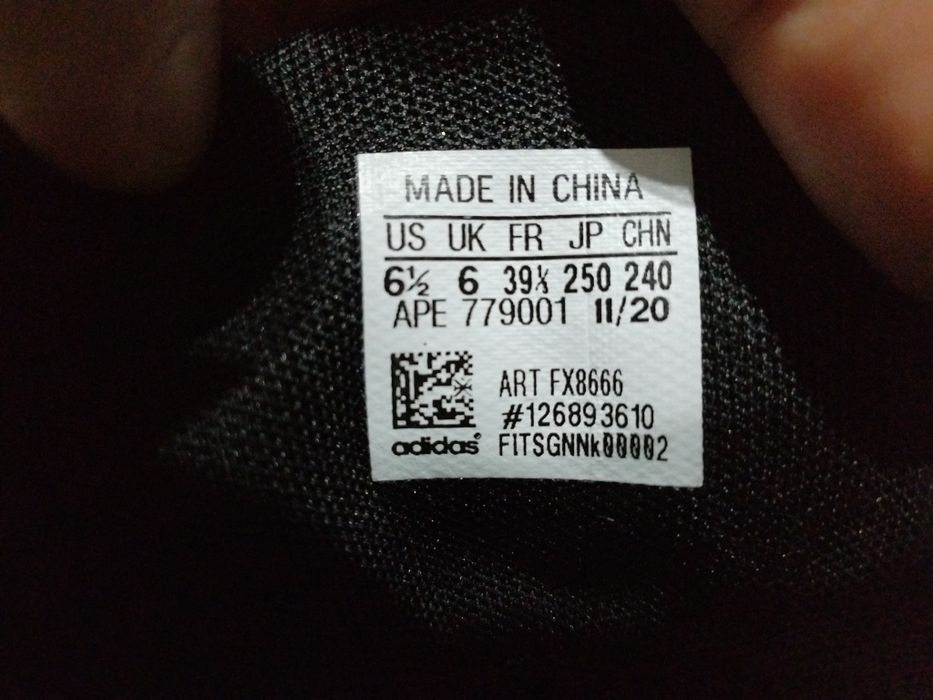 MADE IN CHINA
US UK FR JP CHN
6½ 6 39⅓ 250 240
APE 779001 11/20
ART FX8666
#126893610
adidas®
FITSGNNk00002